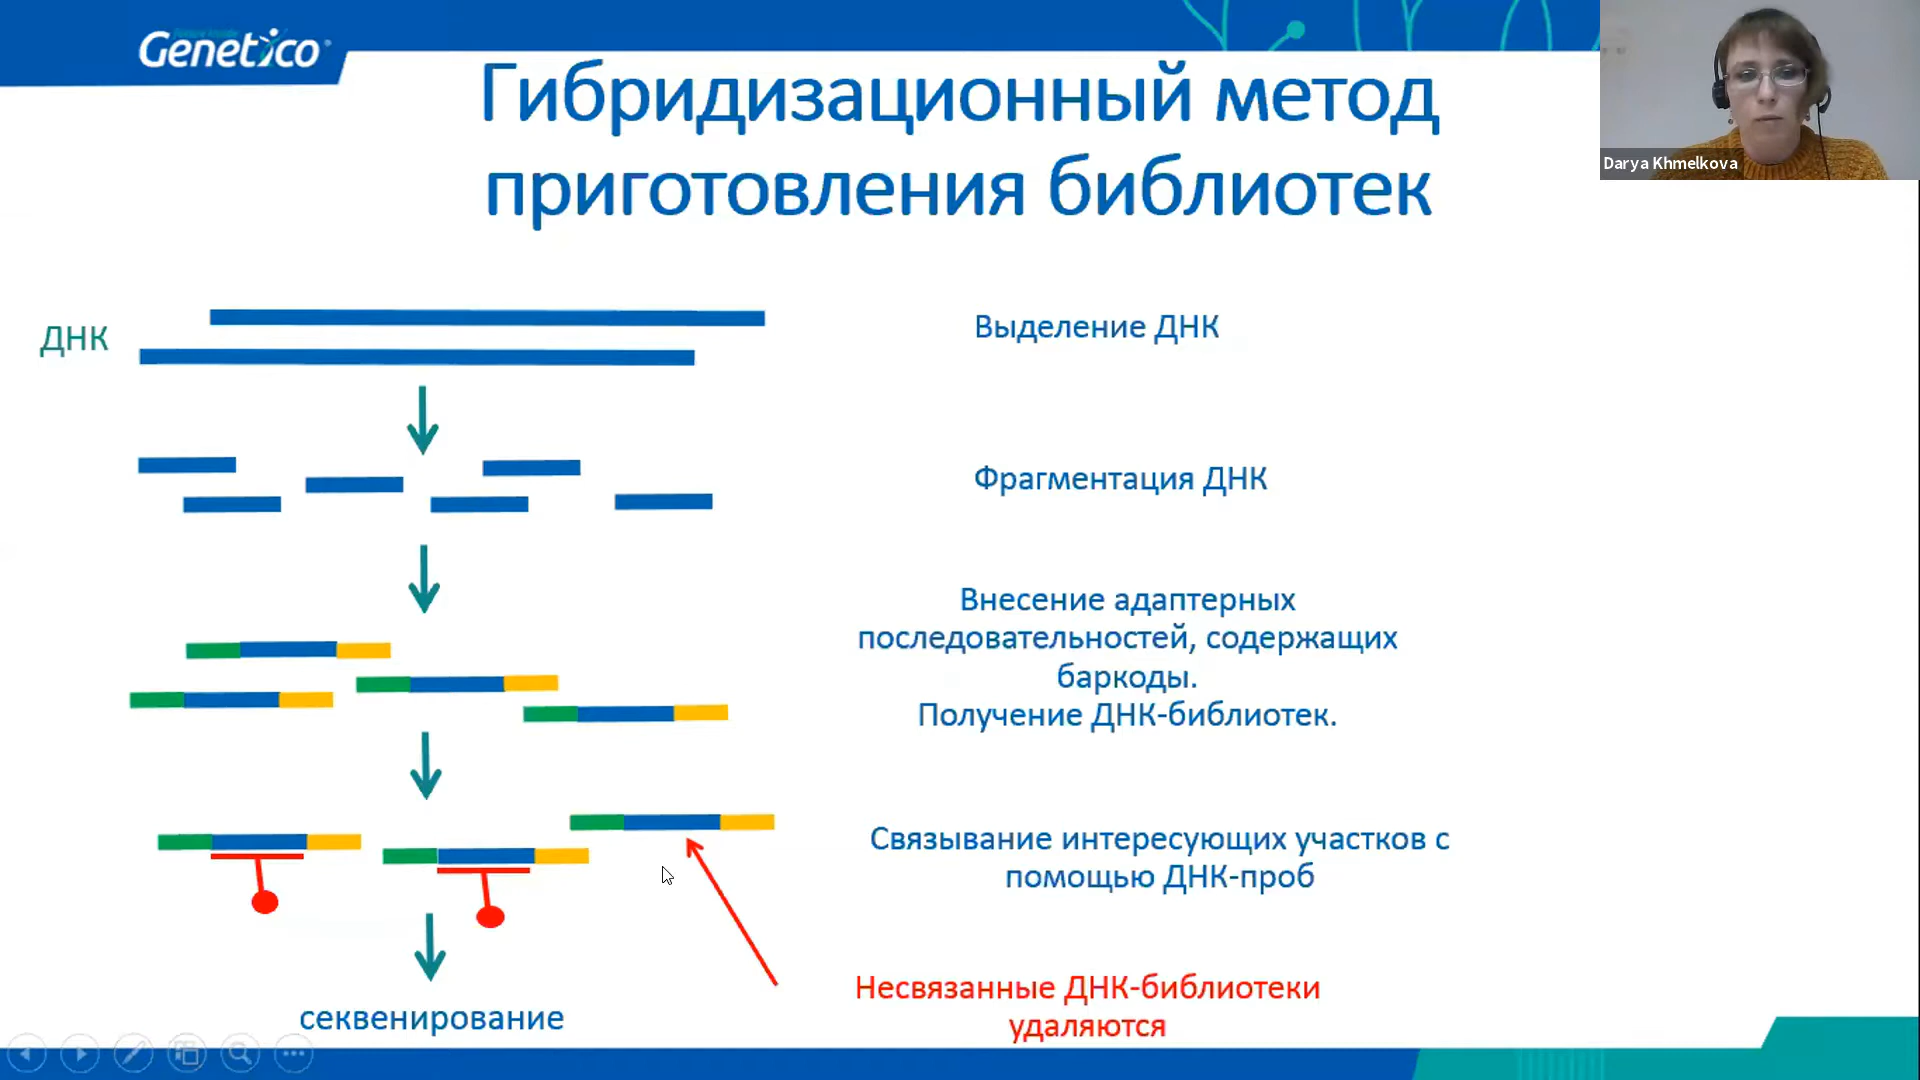 Genetico
Гибридизационный метод
приготовления библиотек
Darya Khmelkova
ДНК
Выделение ДНК
Фрагментация ДНК
Внесение адаптерных
последовательностей, содержащих
баркоды.
Получение ДНК-библиотек.
Связывание интересующих участков с
помощью ДНК-проб
Несвязанные ДНК-библиотеки
удаляются
секвенирование